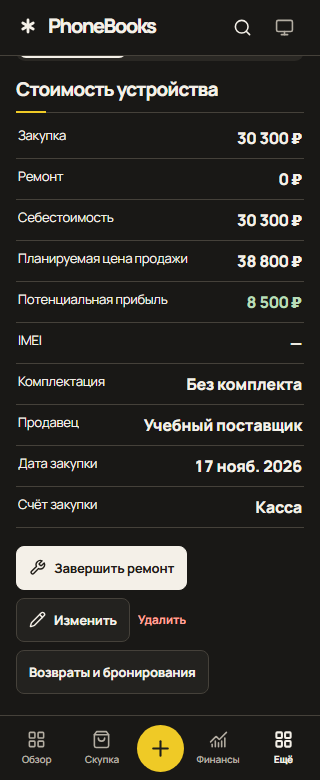 PhoneBooks
Стоимость устройства
Закупка 30 300 ₽
Ремонт 0 ₽
Себестоимость 30 300 ₽
Планируемая цена продажи 38 800 ₽
Потенциальная прибыль 8 500 ₽
IMEI —
Комплектация Без комплекта
Продавец Учебный поставщик
Дата закупки 17 нояб. 2026
Счёт закупки Касса
Завершить ремонт
Изменить Удалить
Возвраты и бронирования
Обзор Скупка Финансы Ещё